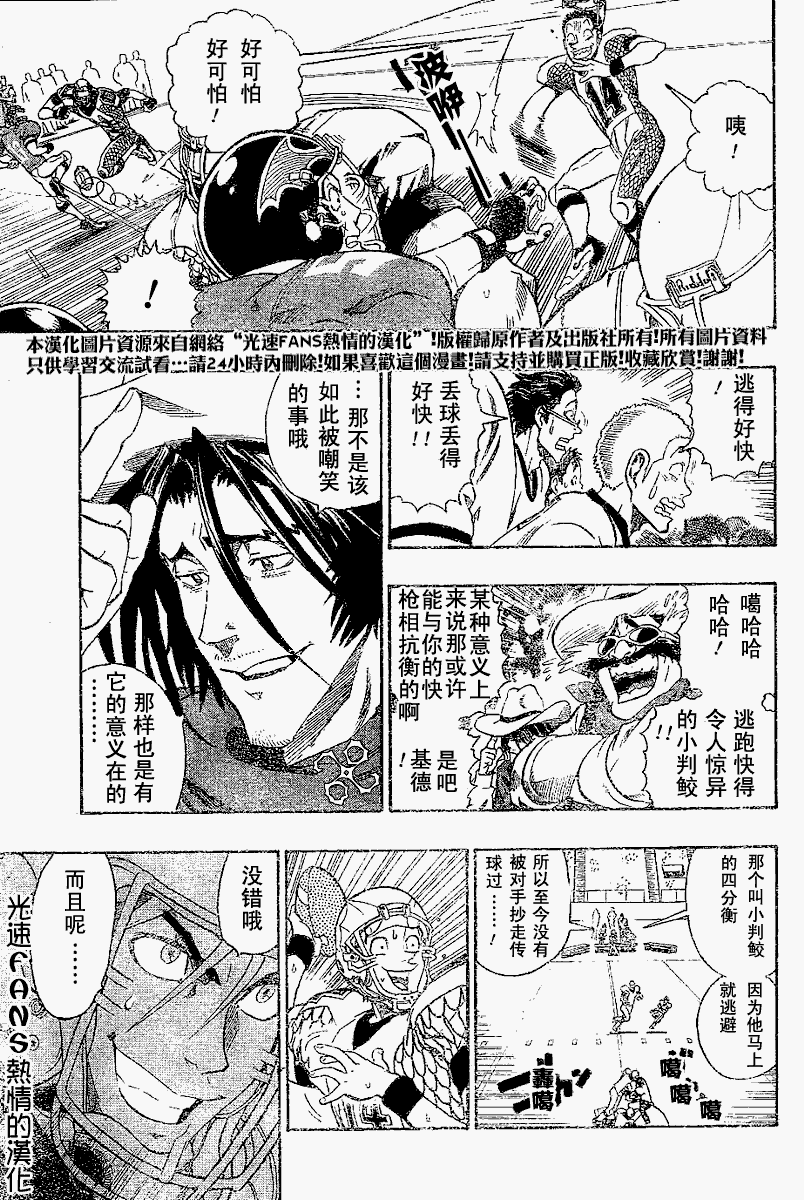 咦！
14
Riddell
波
咻
好可怕
好可怕！
！
本漢化圖片資源來自網絡“光速FANS熱情的漢化”!版權歸原作者及出版社所有!所有圖片資料
只供學習交流試看…請24小時內刪除!如果喜歡這個漫畫!請支持並購買正版!收藏欣賞!謝謝!
逃得好快
丢球丢得
好快!!
…那不是该
如此被嘲笑
的事哦
那样也是有
它的意义在的
………
噶哈哈
哈哈！
逃跑快得
令人惊异
的小判鲛
!!
某种意义上
来说那或许
能与你的快
枪相抗衡的啊
是吧
基德
！
那个叫小判鲛
的四分衡
因为他马上
就逃避
所以至今没有
被对手抄走传
球过……！
噶
噶
噶
轰
噶
没错哦
而且呢……
光速FANS熱情的漢化